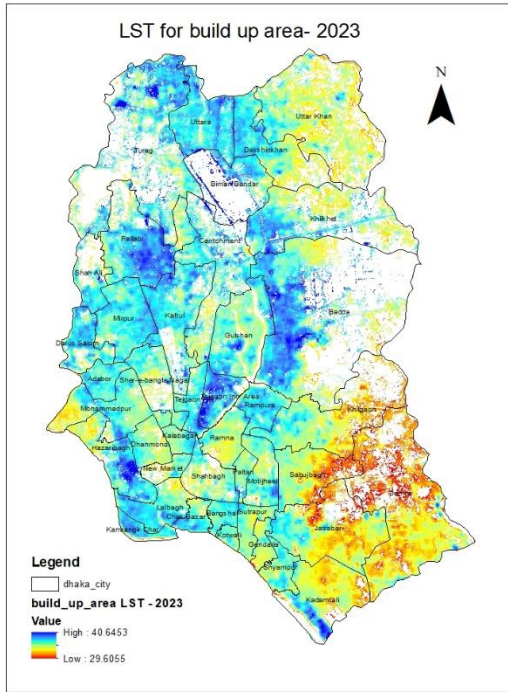 LST for build up area- 2023
N
Uttara
Uttar Khan
Dakshinkhan
Turag
Biman Bandar
Khilkhet
Pallabi
Cantonment
Shah Ali
Badda
Mirpur
Kafrul
Gulshan
Darus Salam
Adabor
Sher-e-bangla Nagar
Tejgaon Ind. Area
Tejgaon
Rampura
Mohammadpur
Khilgaon
Kalabagan
Ramna
Hazaribagh
Dhanmondi
New Market
Shahbagh
Paltan
Sabujbagh
Motijheel
Lalbagh
Bangshal
Sutrapur
Kamrangir Char
Chak Bazar
Jatrabari
Kotwali
Gendaria
Shyampur
Kadamtali
Legend
dhaka_city
build_up_area LST - 2023
Value
High : 40.6453
Low : 29.6055